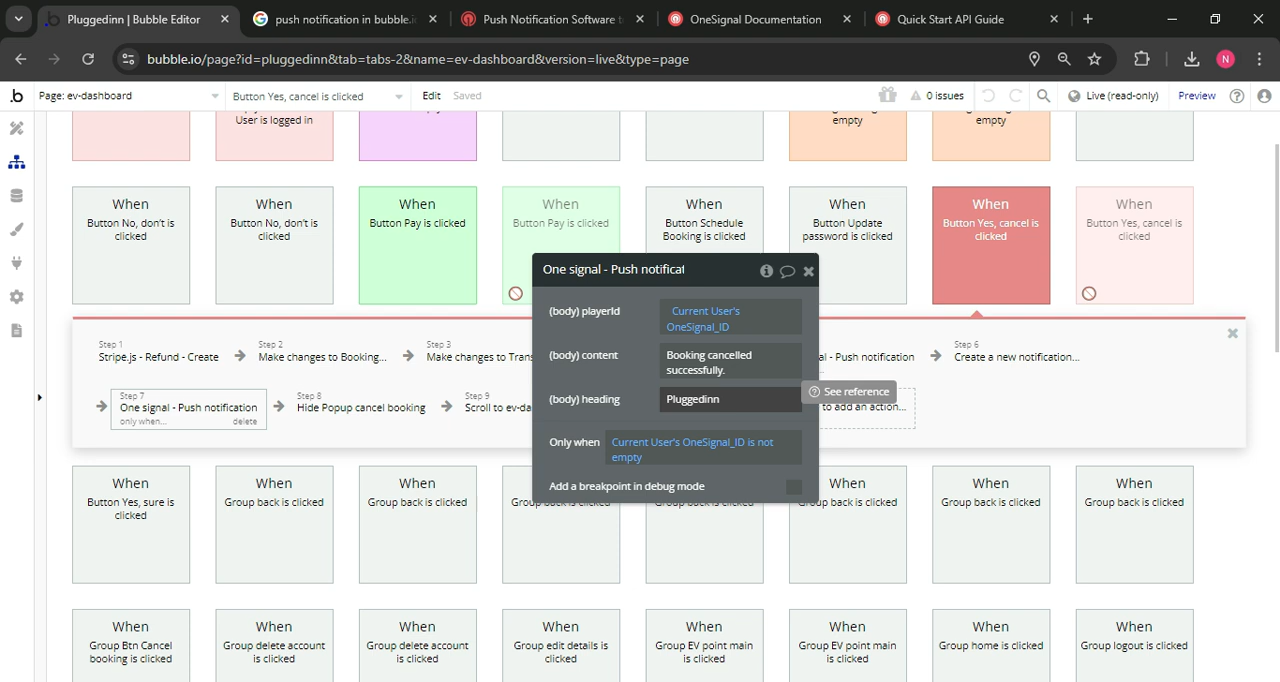 Pluggedinn | Bubble Editor
push notification in bubble.i
Push Notification Software t
OneSignal Documentation
Quick Start API Guide
bubble.io/page?id=pluggedinn&tab=tabs-2&name=ev-dashboard&version=live&type=page
N
b
Page: ev-dashboard
Button Yes, cancel is clicked
Edit
Saved
0 issues
Live (read-only)
Preview
User is logged in
empty
empty
When
Button No, don't is
clicked
When
Button No, don't is
clicked
When
Button Pay is clicked
When
Button Pay is clicked
When
Button Schedule
Booking is clicked
When
Button Update
password is clicked
When
Button Yes, cancel is
clicked
When
Button Yes, cancel is
clicked
One signal - Push notificat
(body) playerId
Current User's
OneSignal_ID
(body) content
Booking cancelled
successfully.
(body) heading
Pluggedinn
See reference
Only when
Current User's OneSignal_ID is not
empty
Add a breakpoint in debug mode
Step 1
Stripe.js - Refund - Create
Step 2
Make changes to Booking...
Step 3
Make changes to Tran
al - Push notification
Step 6
Create a new notification...
Step 7
One signal - Push notification
only when...
delete
Step 8
Hide Popup cancel booking
Step 9
Scroll to ev-da
to add an action...
When
Button Yes, sure is
clicked
When
Group back is clicked
When
Group back is clicked
When
Group back is clicked
When
Group back is clicked
When
Group back is clicked
When
Group back is clicked
When
Group Btn Cancel
booking is clicked
When
Group delete account
is clicked
When
Group delete account
is clicked
When
Group edit details is
clicked
When
Group EV point main
is clicked
When
Group EV point main
is clicked
When
Group home is clicked
When
Group logout is clicked